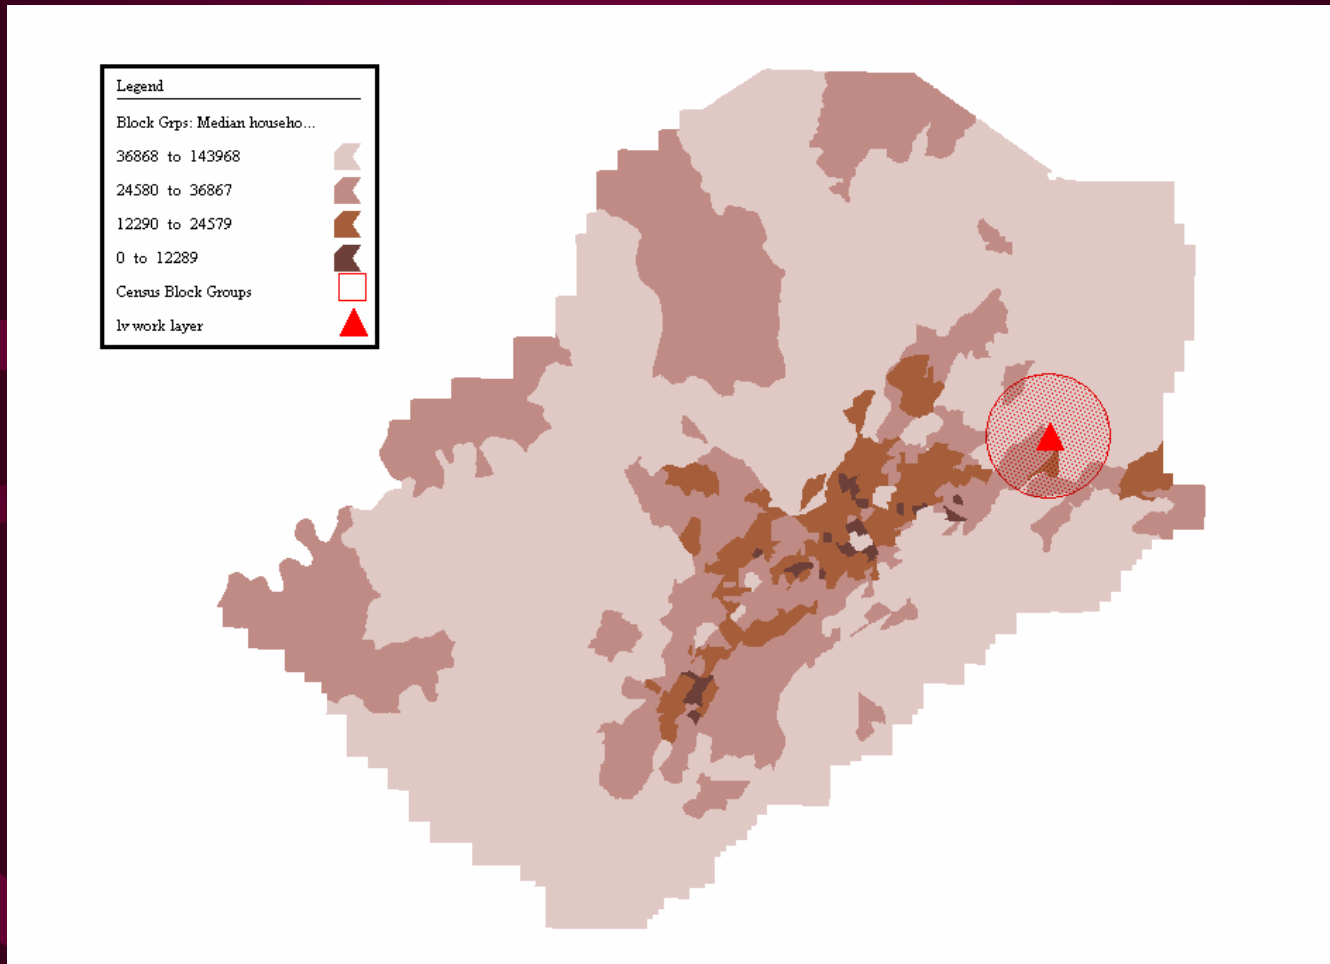 Legend
Block Grps: Median househo...
36868 to 143968
24580 to 36867
12290 to 24579
0 to 12289
Census Block Groups
lv work layer